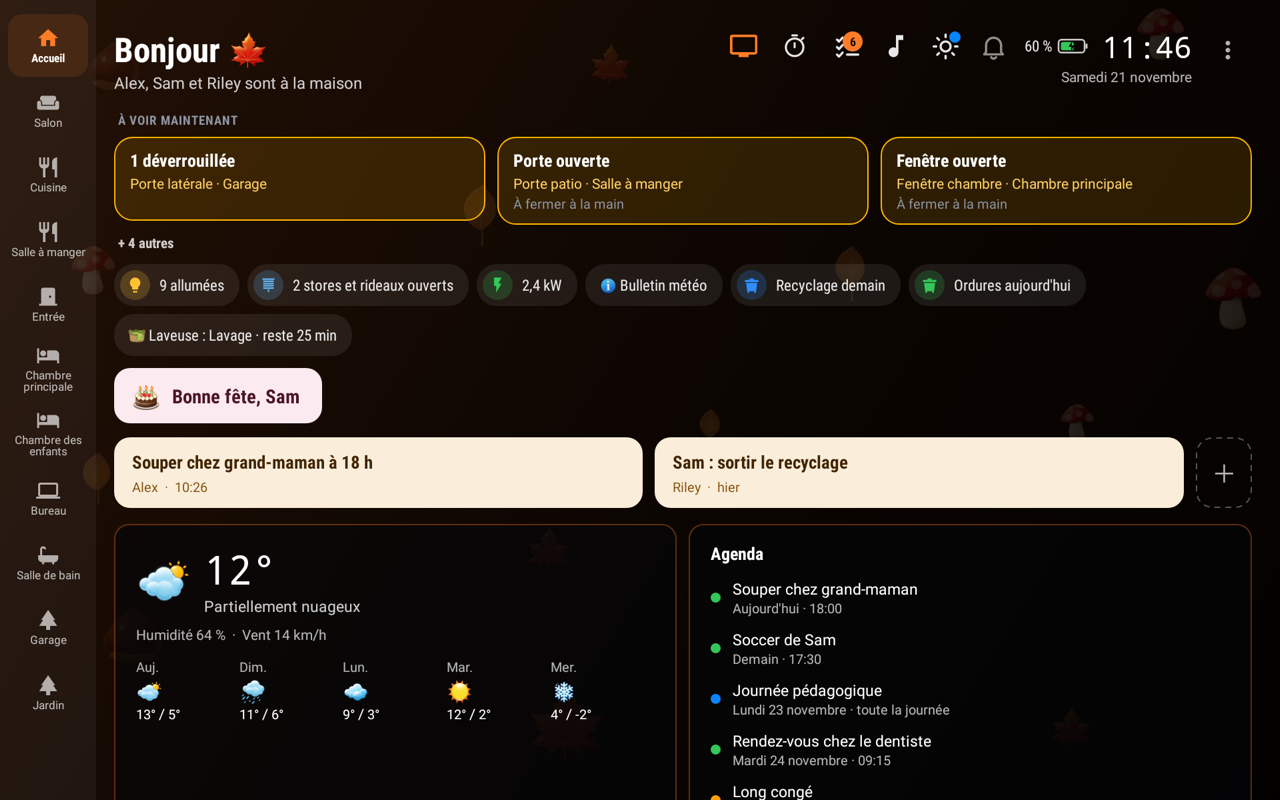 Accueil
Salon
Cuisine
Salle à manger
Entrée
Chambre
principale
Chambre des
enfants
Bureau
Salle de bain
Garage
Jardin
Bonjour
Alex, Sam et Riley sont à la maison
6
60 %
11:46
Samedi 21 novembre
À VOIR MAINTENANT
1 déverrouillée
Porte latérale · Garage
Porte ouverte
Porte patio · Salle à manger
À fermer à la main
Fenêtre ouverte
Fenêtre chambre · Chambre principale
À fermer à la main
+ 4 autres
9 allumées
2 stores et rideaux ouverts
2,4 kW
Bulletin météo
Recyclage demain
Ordures aujourd'hui
Laveuse : Lavage · reste 25 min
Bonne fête, Sam
Souper chez grand-maman à 18 h
Alex · 10:26
Sam : sortir le recyclage
Riley · hier
12°
Partiellement nuageux
Humidité 64 % · Vent 14 km/h
Auj. Dim. Lun. Mar. Mer.
13° / 5° 11° / 6° 9° / 3° 12° / 2° 4° / -2°
Agenda
Souper chez grand-maman
Aujourd'hui · 18:00
Soccer de Sam
Demain · 17:30
Journée pédagogique
Lundi 23 novembre · toute la journée
Rendez-vous chez le dentiste
Mardi 24 novembre · 09:15
Long congé